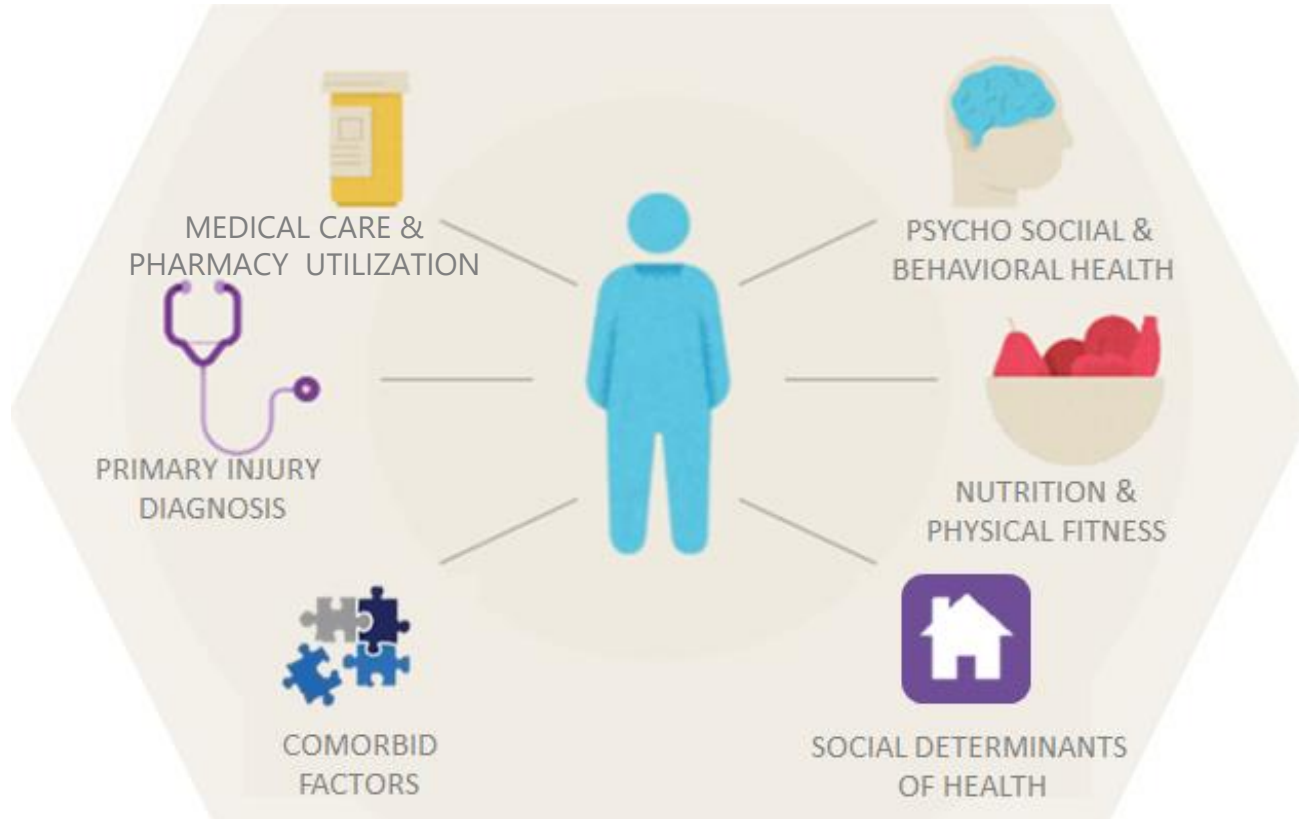 MEDICAL CARE &
PHARMACY UTILIZATION
PRIMARY INJURY
DIAGNOSIS
COMORBID
FACTORS
PSYCHO SOCIIAL &
BEHAVIORAL HEALTH
NUTRITION &
PHYSICAL FITNESS
SOCIAL DETERMINANTS
OF HEALTH